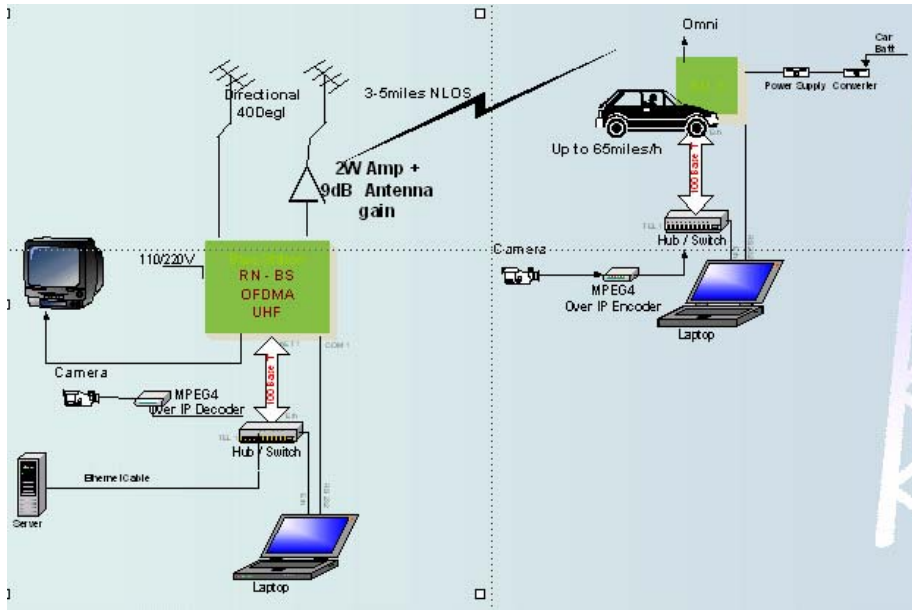 Directional
40Degl
3-5miles NLOS
2W Amp +
9dB Antenna
gain
110/220V
RN - BS
OFDMA
UHF
COM 1
100 Base T
Camera
MPEG4
Over IP Decoder
Hub / Switch
Ethernet Cable
Server
Laptop
Omni
Car
Batt
Power Supply
Converter
Up to 65miles/h
100 Base T
Hub / Switch
Camera
MPEG4
Over IP Encoder
Laptop